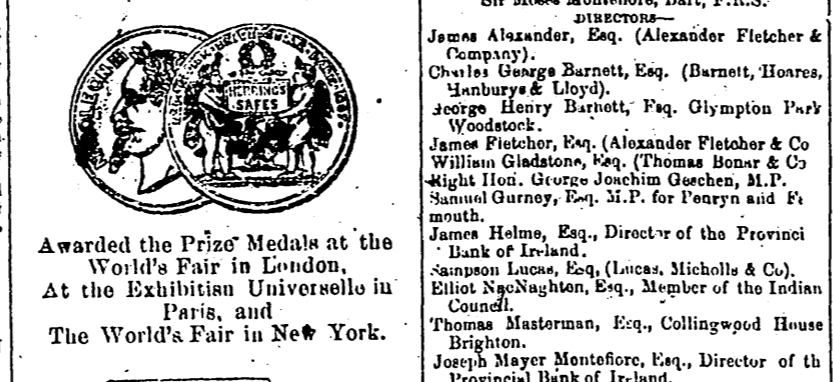 HERRING'S
SAFES
Awarded the Prize Medals at the
World's Fair in London,
At the Exhibition Universelle in
Paris, and
The World's Fair in New York.
Sir Moses Montefiore, Bart, F.R.S.
DIRECTORS—
James Alexander, Esq. (Alexander Fletcher &
Company).
Charles George Barnett, Esq. (Barnett, Hoares,
Hanburys & Lloyd).
George Henry Barnett, Esq. Glympton Park
Woodstock.
James Fletcher, Esq. (Alexander Fletcher & Co
William Gladstone, Esq. (Thomas Bonar & Co
Right Hon. George Joachim Goschen, M.P.
Samuel Gurney, Esq. M.P. for Penryn and F
mouth.
James Helme, Esq., Director of the Provinci
Bank of Ireland.
Sampson Lucas, Esq, (Lucas, Micholls & Co).
Elliot MacNaghton, Esq., Member of the Indian
Council.
Thomas Masterman, Esq., Collingwood House
Brighton.
Joseph Mayer Montefiore, Esq., Director of th
Provincial Bank of Ireland.